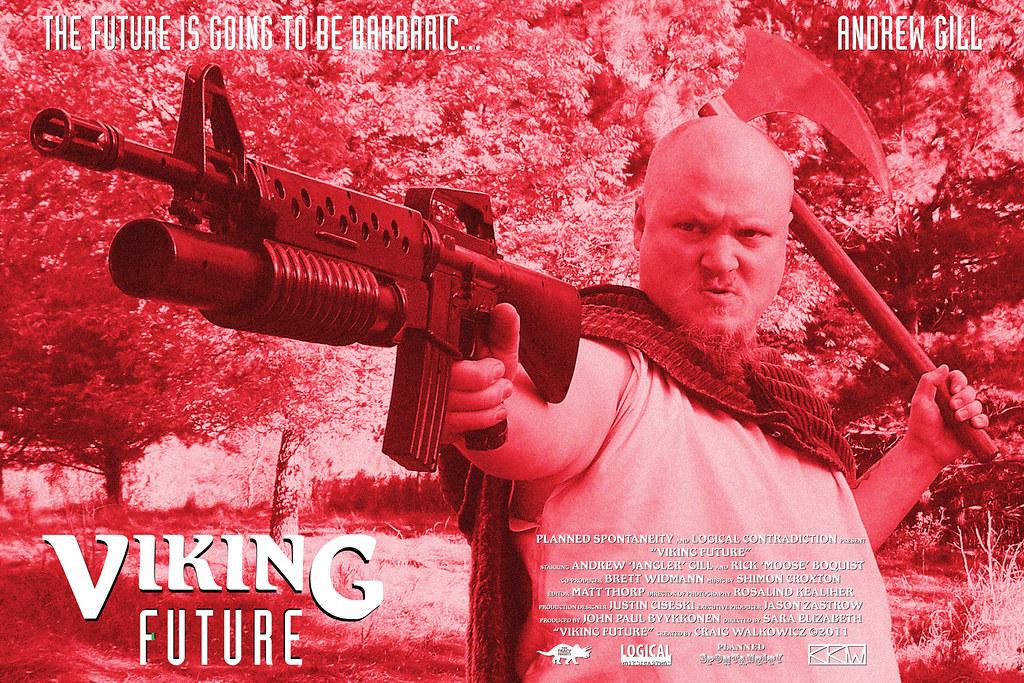 THE FUTURE IS GOING TO BE BARBARIC...
ANDREW GILL
VIKING
FUTURE
PLANNED SPONTANEITY AND LOGICAL CONTRADICTION PRESENT
"VIKING FUTURE"
STARRING ANDREW 'JANGLER' GILL AND RICK 'MOOSE' BOQUIST
CO-PRODUCER BRETT WIDMANN MUSIC BY SHIMON CROXTON
EDITOR MATT THORP DIRECTOR OF PHOTOGRAPHY ROSALIND KEALIHER
PRODUCTION DESIGNER JUSTIN CISESKI EXECUTIVE PRODUCER JASON ZASTROW
PRODUCED BY JOHN PAUL BYYKKONEN DIRECTED BY SARA ELIZABETH
"VIKING FUTURE" CREATED BY CRAIG WALKOWICZ ©2011
LOGICAL
PLANNED
SPONTANEITY
KKW